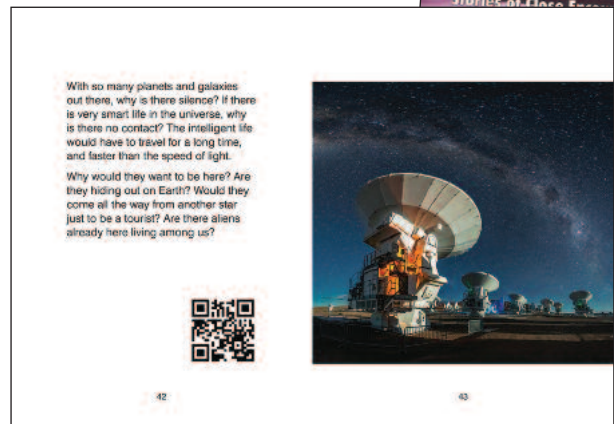 Stories of Close
With so many planets and galaxies
out there, why is there silence? If there
is very smart life in the universe, why
is there no contact? The intelligent life
would have to travel for a long time,
and faster than the speed of light.
Why would they want to be here? Are
they hiding out on Earth? Would they
come all the way from another star
just to be a tourist? Are there aliens
already here living among us?
42
43